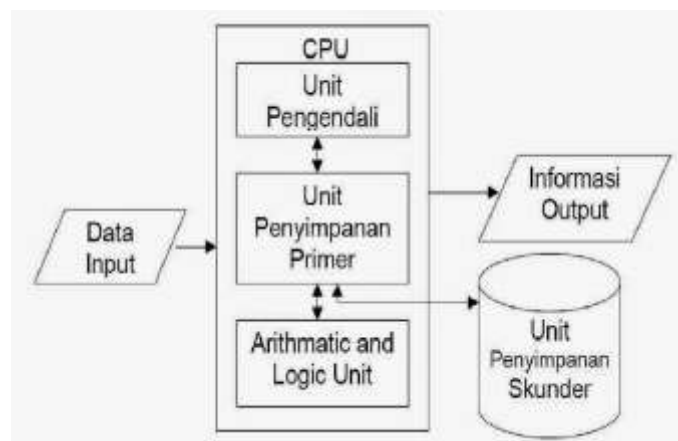 CPU
Unit
Pengendali
Unit
Penyimpanan
Primer
Arithmatic and
Logic Unit
Data
Input
Informasi
Output
Unit
Penyimpanan
Skunder